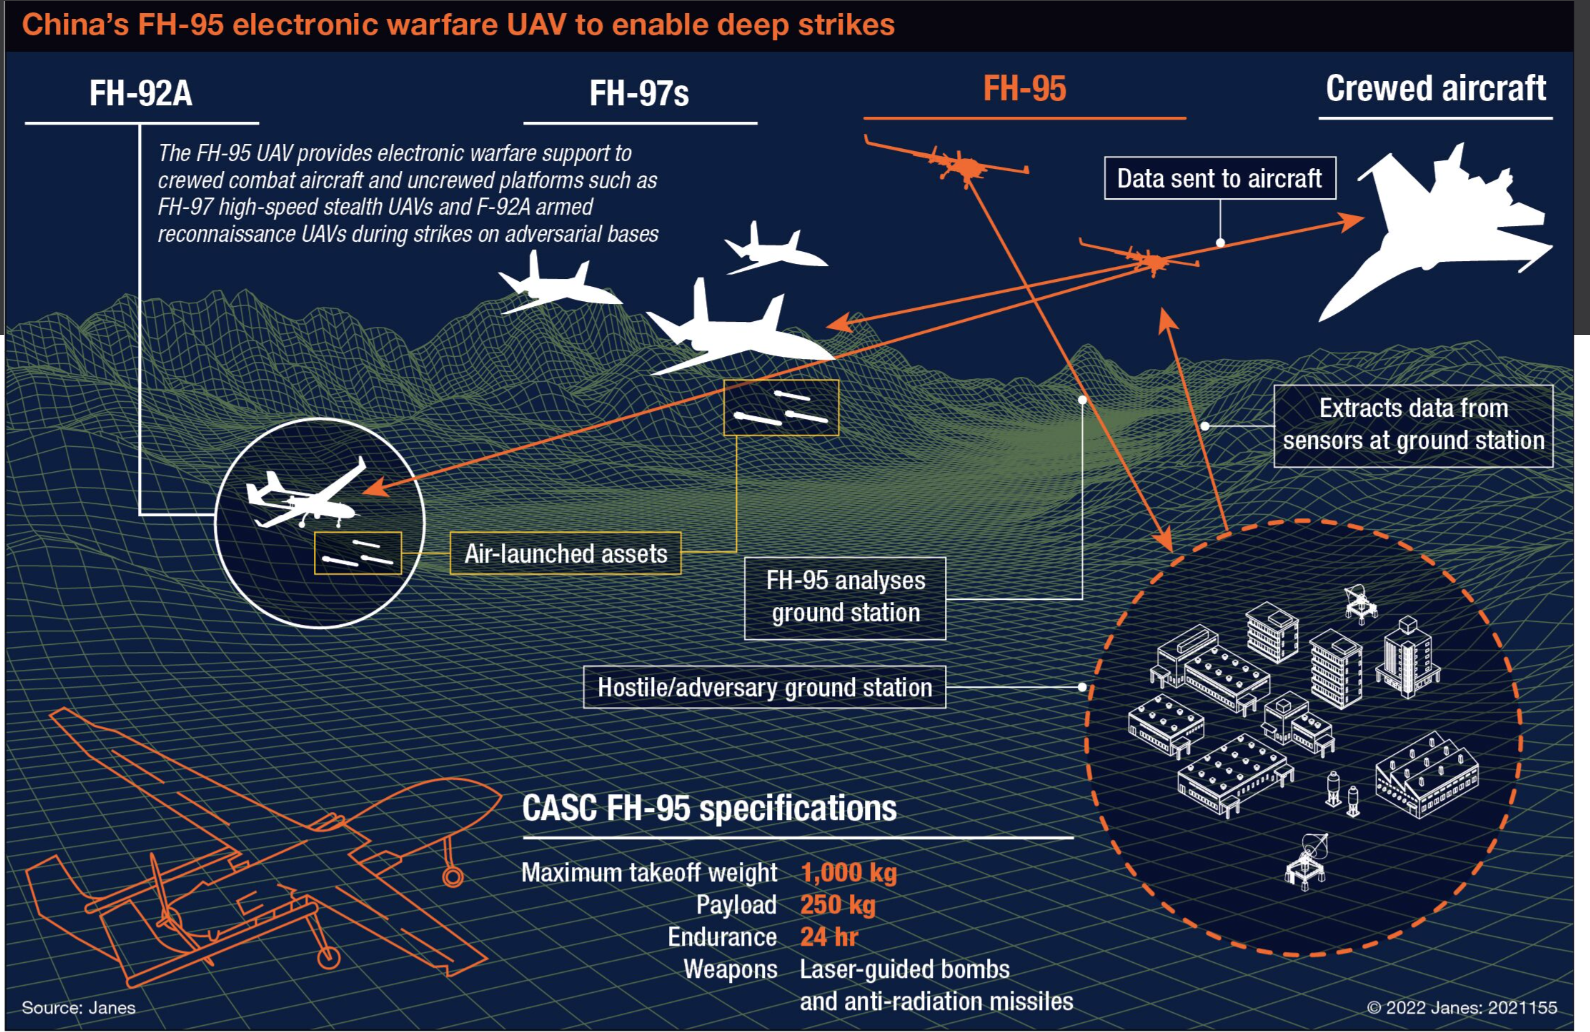 China's FH-95 electronic warfare UAV to enable deep strikes
FH-92A
FH-97s
FH-95
Crewed aircraft
The FH-95 UAV provides electronic warfare support to
crewed combat aircraft and uncrewed platforms such as
FH-97 high-speed stealth UAVs and F-92A armed
reconnaissance UAVs during strikes on adversarial bases
Data sent to aircraft
Extracts data from
sensors at ground station
Air-launched assets
FH-95 analyses
ground station
Hostile/adversary ground station
CASC FH-95 specifications
Maximum takeoff weight 1,000 kg
Payload 250 kg
Endurance 24 hr
Weapons Laser-guided bombs
and anti-radiation missiles
Source: Janes
© 2022 Janes: 2021155